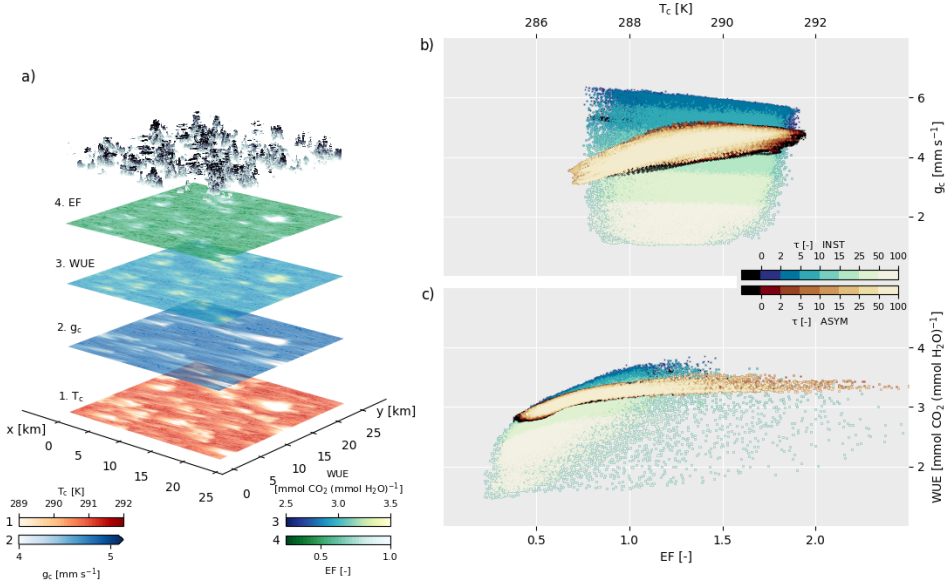 a)
4. EF
3. WUE
2. g_c
1. T_c
x [km]
0
5
10
15
20
25
y [km]
0
5
10
15
20
25
T_c [K]
289 290 291 292
1
2
4 5
g_c [mm s⁻¹]
WUE
[mmol CO₂ (mmol H₂O)⁻¹]
2.5 3.0 3.5
3
4
0.5 1.0
EF [-]
b)
T_c [K]
286 288 290 292
6
4
2
g_c [mm s⁻¹]
τ [-] INST
0 2 5 10 15 25 50 100
0 2 5 10 15 25 50 100
τ [-] ASYM
c)
4
3
2
WUE [mmol CO₂ (mmol H₂O)⁻¹]
0.5 1.0 1.5 2.0
EF [-]